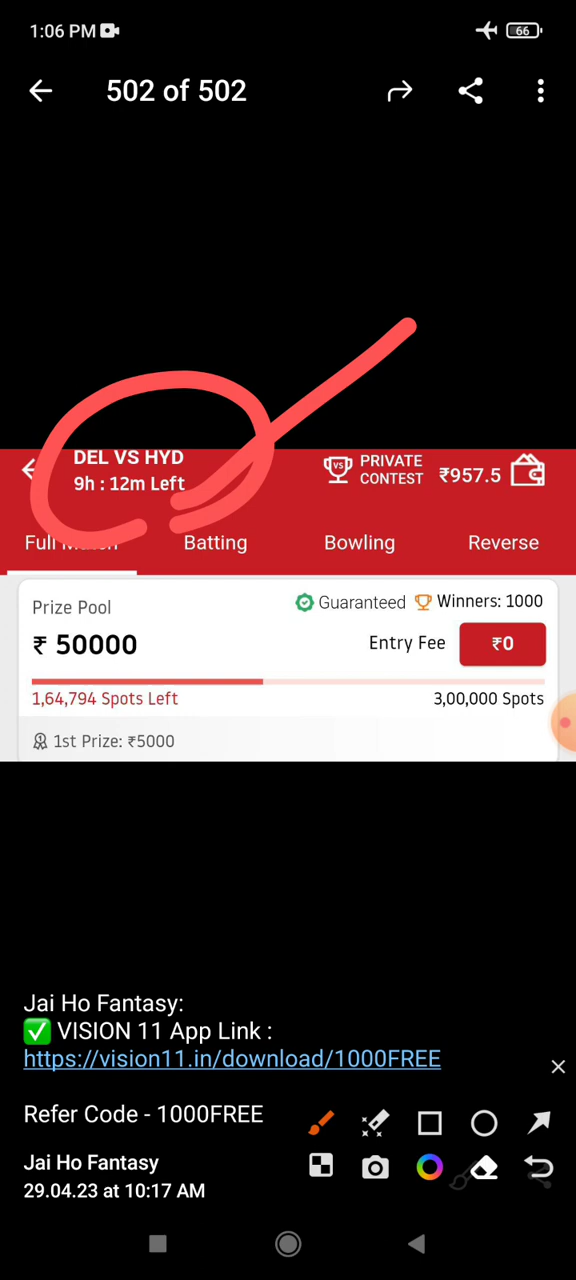 1:06 PM
66
502 of 502
DEL VS HYD
9h : 12m Left
VS
PRIVATE
CONTEST
₹957.5
Full Match
Batting
Bowling
Reverse
Prize Pool
Guaranteed
Winners: 1000
₹ 50000
Entry Fee
₹0
1,64,794 Spots Left
3,00,000 Spots
1st Prize: ₹5000
Jai Ho Fantasy:
✅ VISION 11 App Link :
https://vision11.in/download/1000FREE
Refer Code - 1000FREE
Jai Ho Fantasy
29.04.23 at 10:17 AM